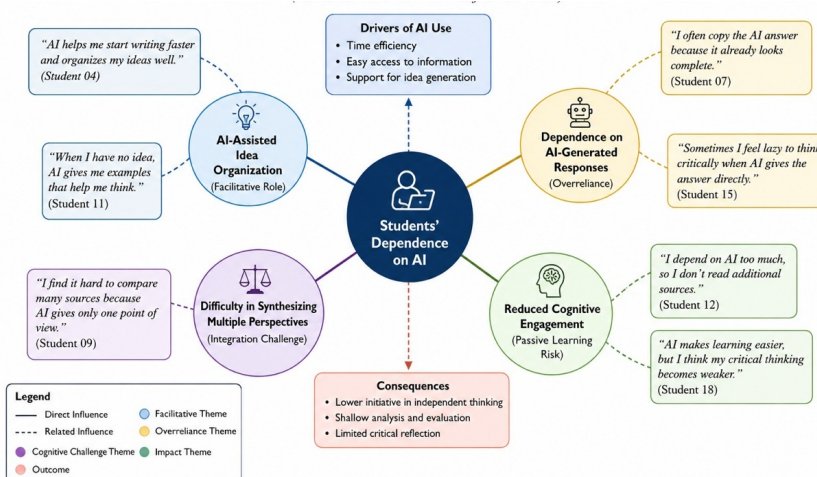 Drivers of AI Use
• Time efficiency
• Easy access to information
• Support for idea generation
“AI helps me start writing faster
and organizes my ideas well.”
(Student 04)
“I often copy the AI answer
because it already looks
complete.”
(Student 07)
AI-Assisted
Idea
Organization
(Facilitative Role)
Dependence on
AI-Generated
Responses
(Overreliance)
“When I have no idea,
AI gives me examples
that help me think.”
(Student 11)
“Sometimes I feel lazy to think
critically when AI gives the
answer directly.”
(Student 15)
Students’
Dependence
on AI
“I find it hard to compare
many sources because
AI gives only one point of
view.”
(Student 09)
Difficulty in Synthesizing
Multiple Perspectives
(Integration Challenge)
Reduced Cognitive
Engagement
(Passive Learning
Risk)
“I depend on AI too much,
so I don’t read additional
sources.”
(Student 12)
“AI makes learning easier,
but I think my critical thinking
becomes weaker.”
(Student 18)
Consequences
• Lower initiative in independent thinking
• Shallow analysis and evaluation
• Limited critical reflection
Legend
Direct Influence
Facilitative Theme
Related Influence
Overreliance Theme
Cognitive Challenge Theme
Impact Theme
Outcome